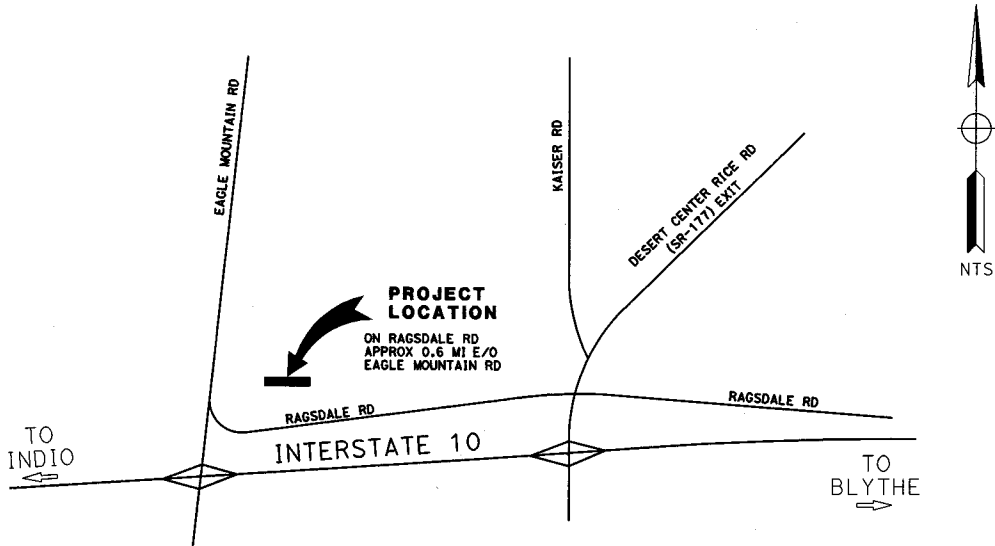 EAGLE MOUNTAIN RD
KAISER RD
DESERT CENTER RICE RD
(SR-177) EXIT
NTS
PROJECT
LOCATION
ON RAGSDALE RD
APPROX 0.6 MI E/O
EAGLE MOUNTAIN RD
RAGSDALE RD
RAGSDALE RD
TO
INDIO
INTERSTATE 10
TO
BLYTHE